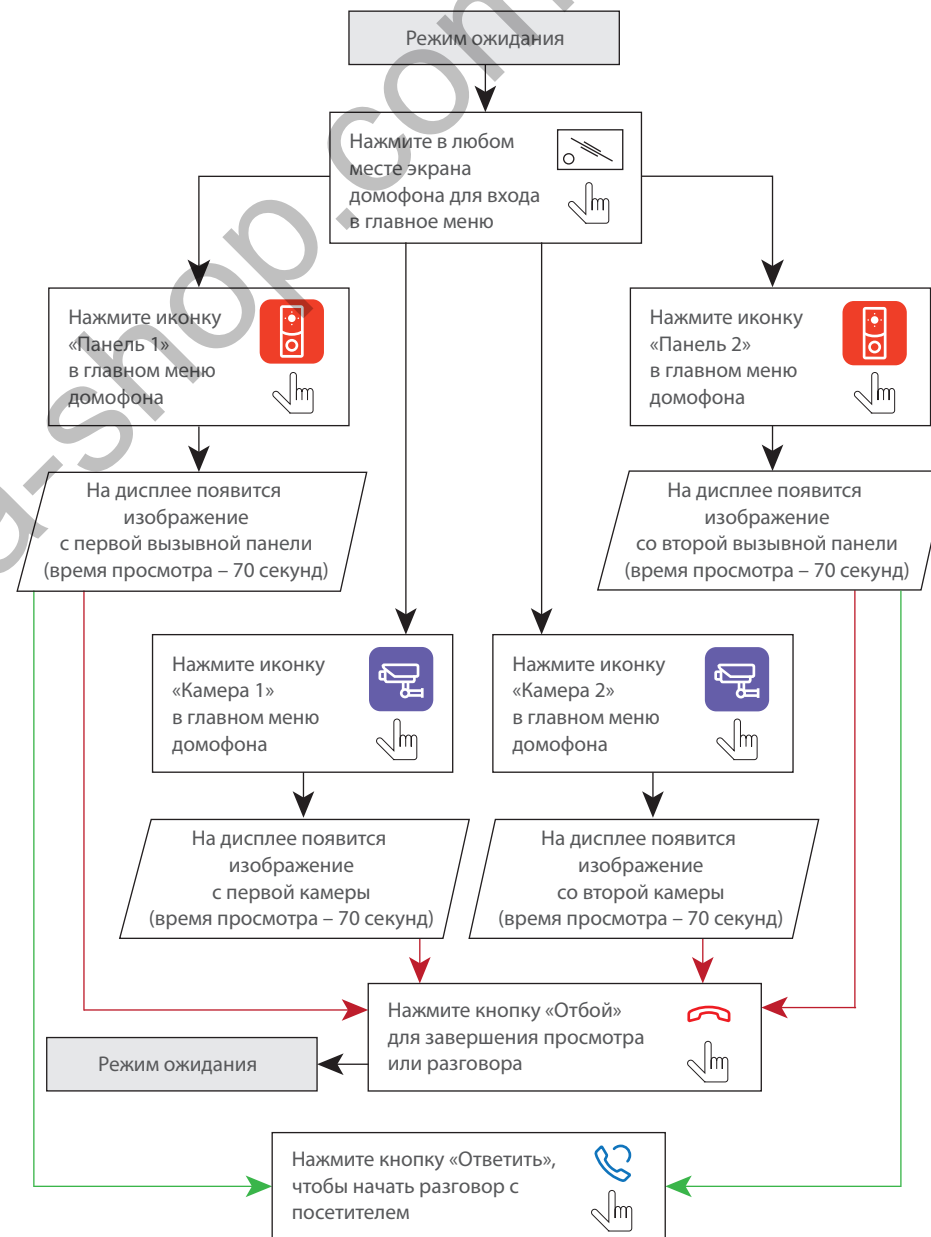 Режим ожидания
Нажмите в любом
месте экрана
домофона для входа
в главное меню
Нажмите иконку
«Панель 1»
в главном меню
домофона
Нажмите иконку
«Панель 2»
в главном меню
домофона
На дисплее появится
изображение
с первой вызывной панели
(время просмотра – 70 секунд)
На дисплее появится
изображение
со второй вызывной панели
(время просмотра – 70 секунд)
Нажмите иконку
«Камера 1»
в главном меню
домофона
Нажмите иконку
«Камера 2»
в главном меню
домофона
На дисплее появится
изображение
с первой камеры
(время просмотра – 70 секунд)
На дисплее появится
изображение
со второй камеры
(время просмотра – 70 секунд)
Нажмите кнопку «Отбой»
для завершения просмотра
или разговора
Режим ожидания
Нажмите кнопку «Ответить»,
чтобы начать разговор с
посетителем
-shop.com